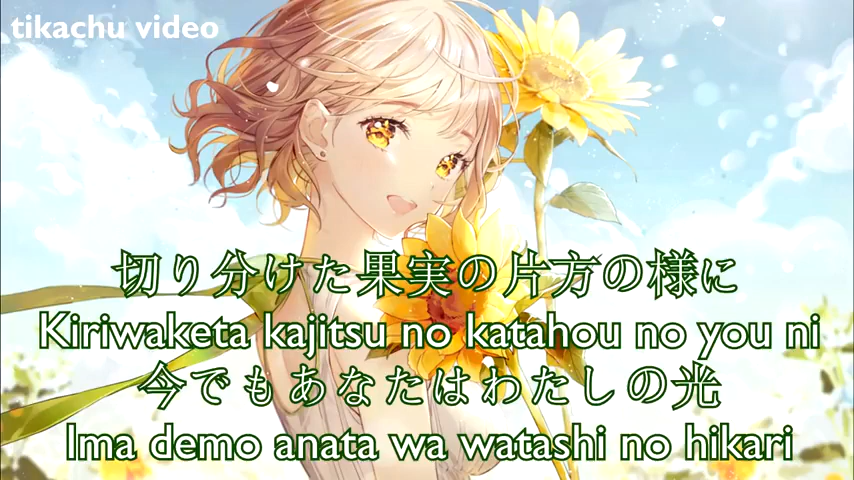 tikachu video
切り分けた果実の片方の様に
Kiriwaketa kajitsu no katahou no you ni
今でもあなたはわたしの光
Ima demo anata wa watashi no hikari